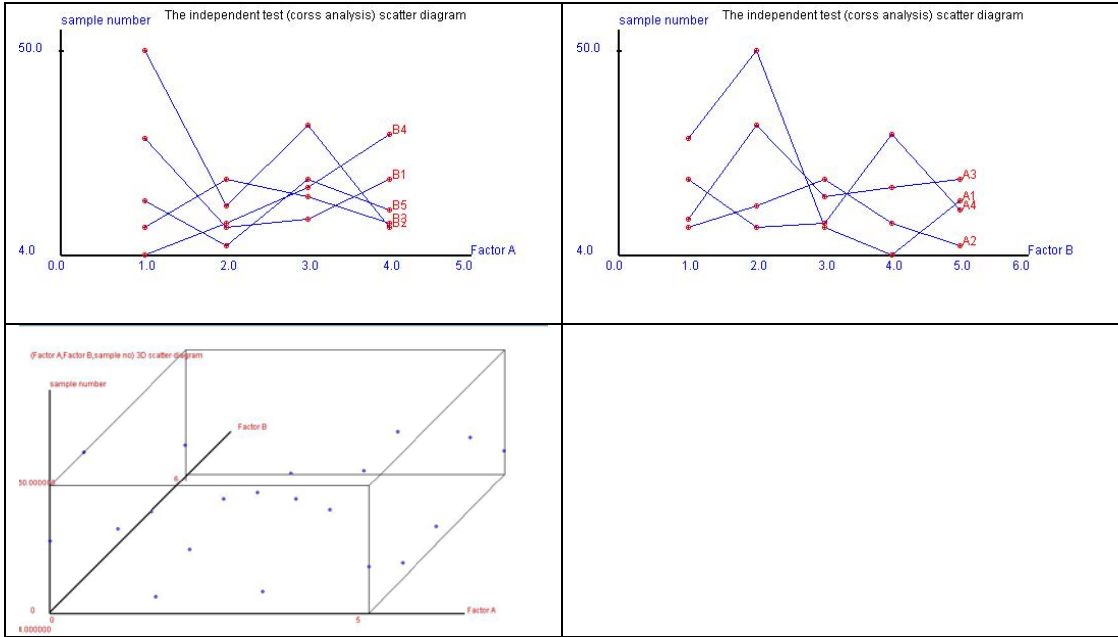 The independent test (corss analysis) scatter diagram
sample number
50.0
B4
B1
B5
B3
B2
4.0
Factor A
0.0 1.0 2.0 3.0 4.0 5.0
The independent test (corss analysis) scatter diagram
sample number
50.0
A3
A1
A4
A2
4.0
Factor B
0.0 1.0 2.0 3.0 4.0 5.0 6.0
(Factor A,Factor B,sample no) 3D scatter diagram
sample number
Factor B
6
50.000000
0
Factor A
0 5
4.000000